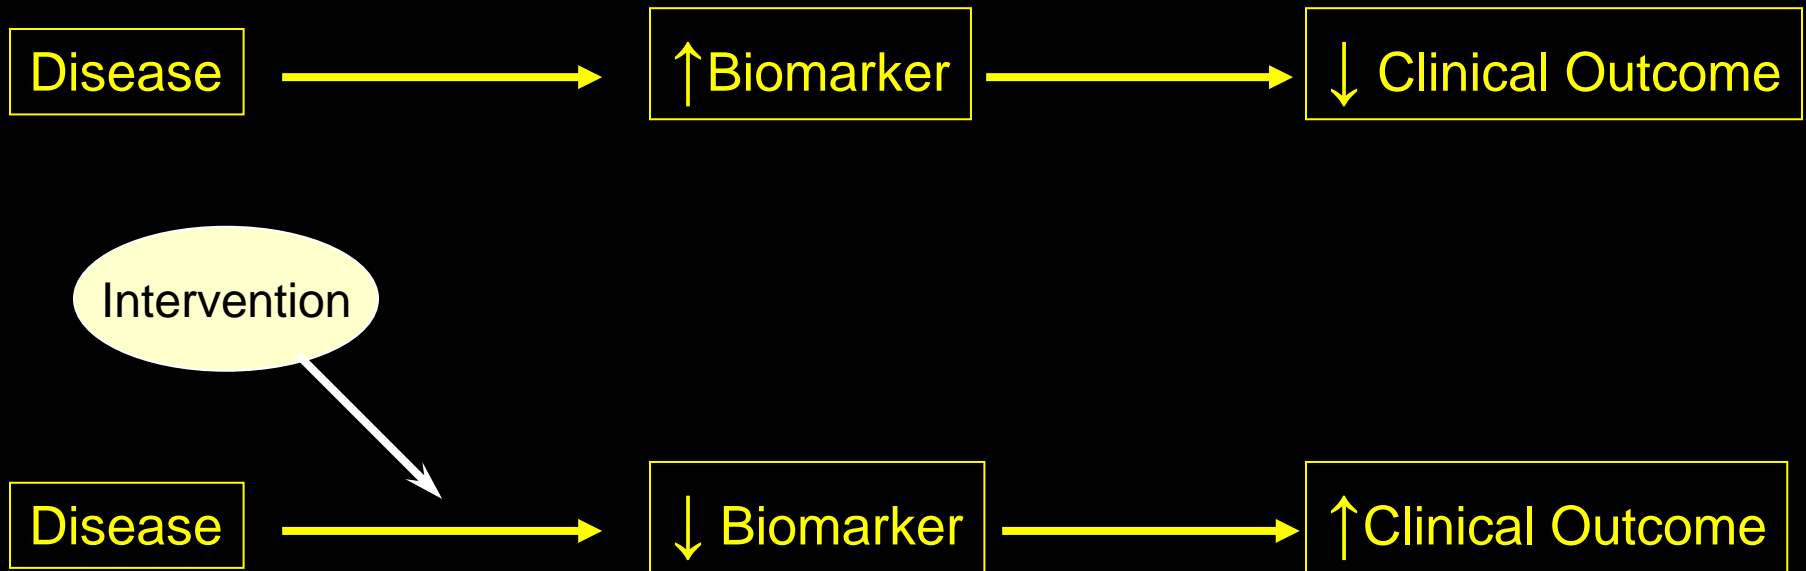 Disease
↑Biomarker
↓ Clinical Outcome
Intervention
Disease
↓ Biomarker
↑Clinical Outcome